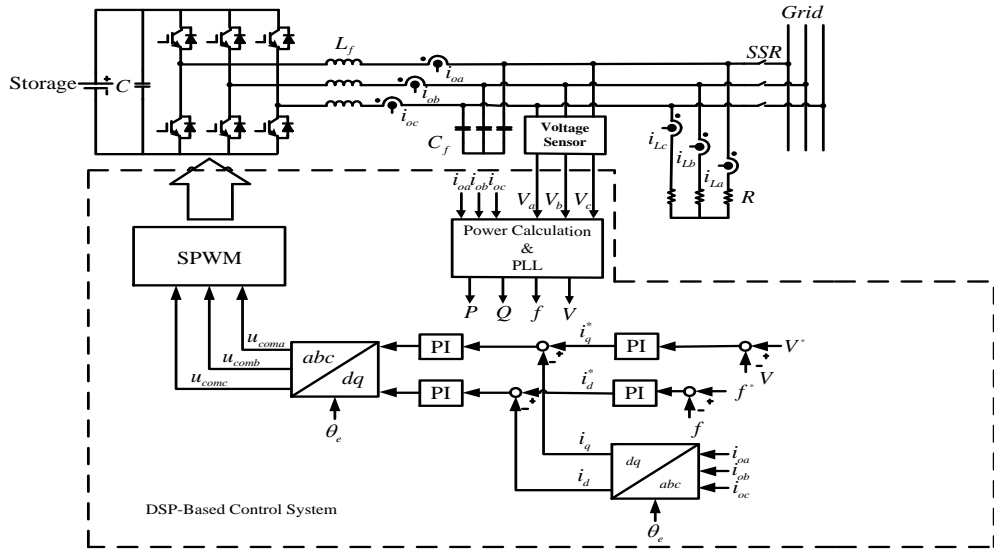 Grid
SSR
L_f
i_oa
Storage
C
i_ob
i_oc
Voltage
Sensor
C_f
i_Lc
i_Lb
i_La
R
i_oa i_ob i_oc
V_a
V_b
V_c
Power Calculation
&
PLL
SPWM
P
Q
f
V
u_coma
u_comb
u_comc
abc
dq
θ_e
PI
i_q^*
PI
V^*
V
PI
i_d^*
PI
f^*
f
i_q
i_d
dq
abc
i_oa
i_ob
i_oc
θ_e
DSP-Based Control System